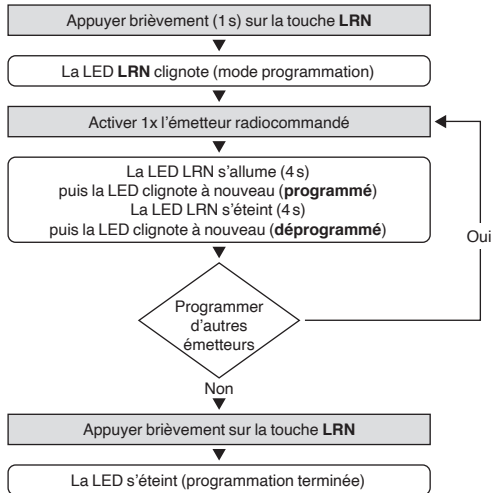 Appuyer brièvement (1 s) sur la touche LRN
La LED LRN clignote (mode programmation)
Activer 1x l'émetteur radiocommandé
La LED LRN s'allume (4 s)
puis la LED clignote à nouveau (programmé)
La LED LRN s'éteint (4 s)
puis la LED clignote à nouveau (déprogrammé)
Oui
Programmer
d'autres
émetteurs
Non
Appuyer brièvement sur la touche LRN
La LED s'éteint (programmation terminée)